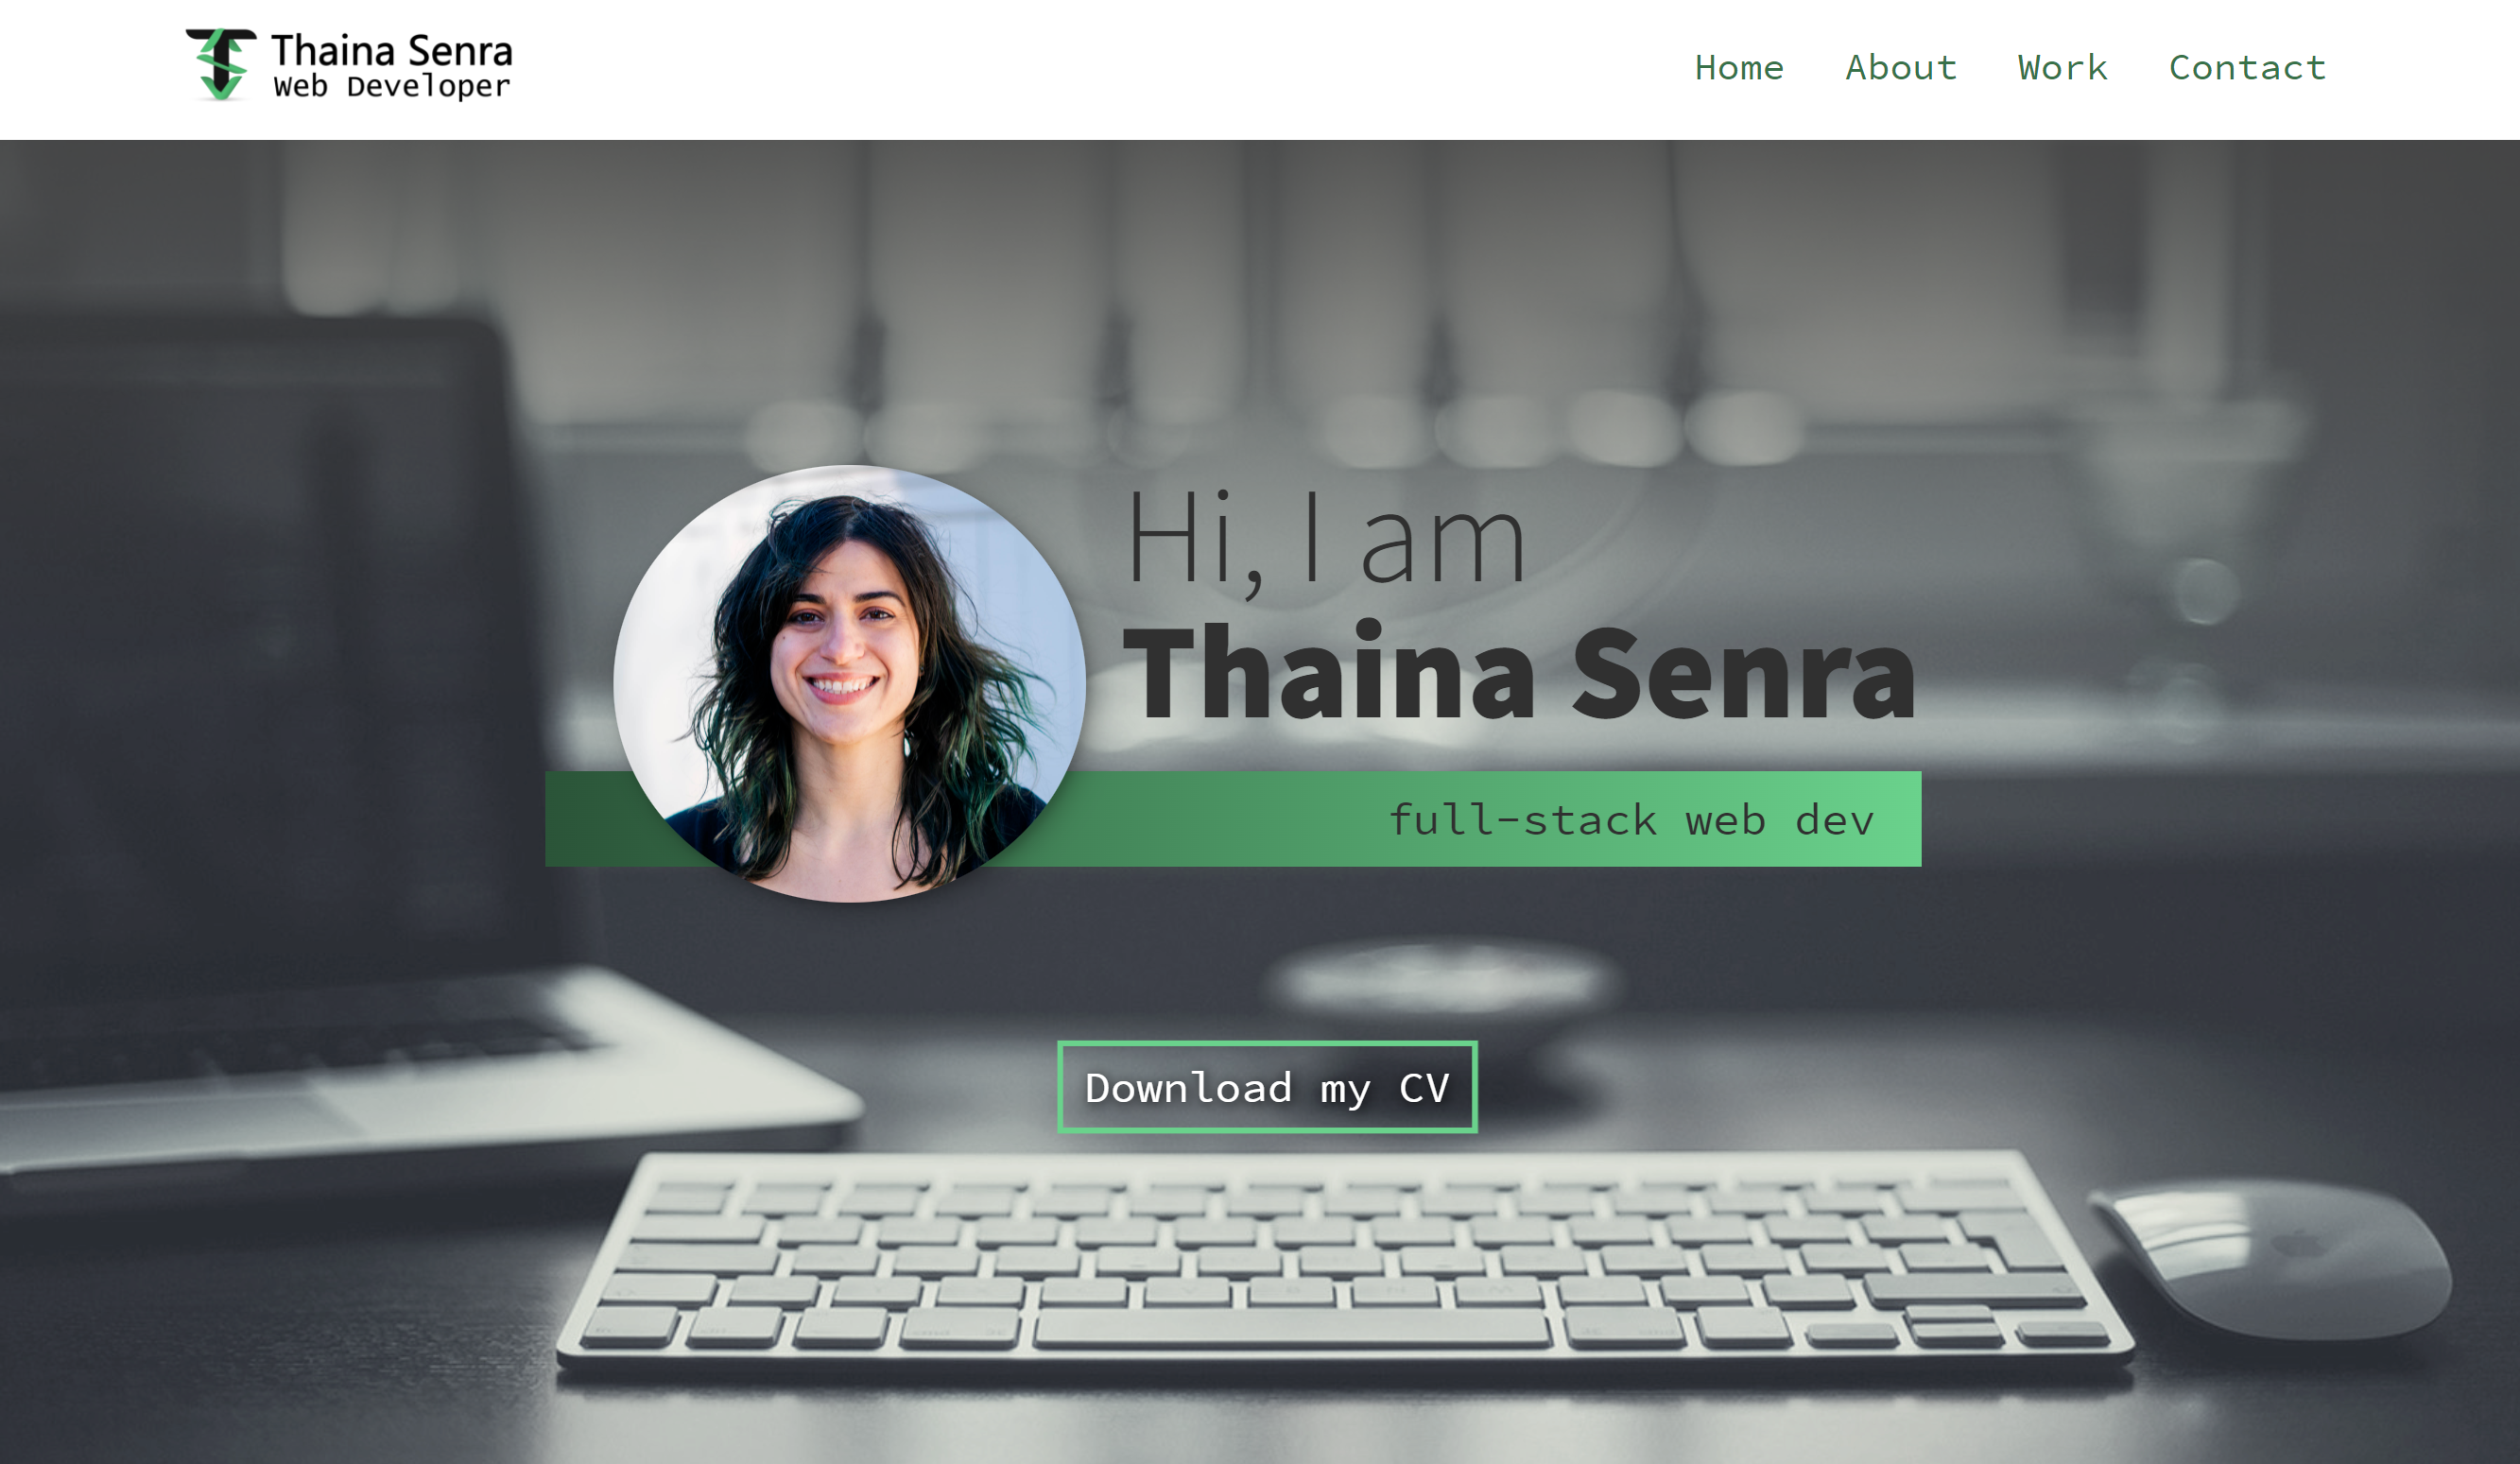 Thaina Senra
Web Developer
Home
About
Work
Contact
Hi, I am
Thaina Senra
full-stack web dev
Download my CV